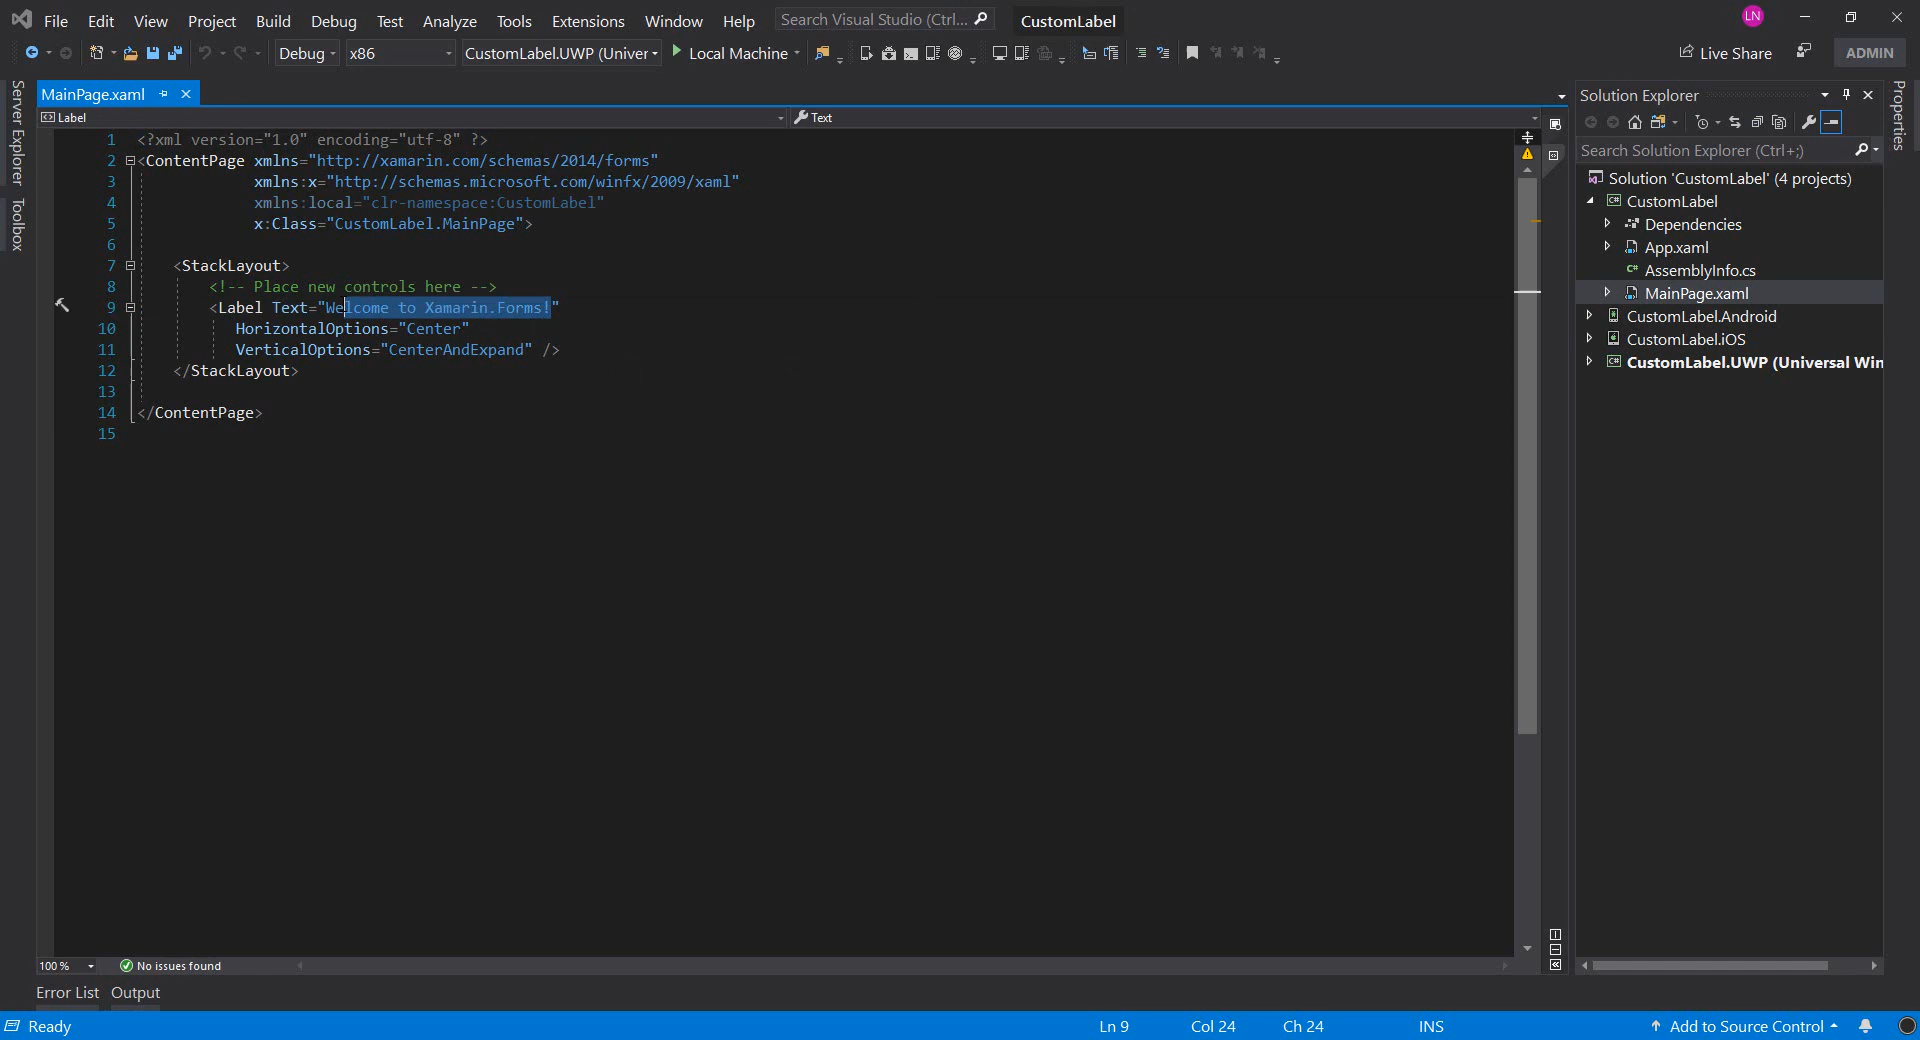 File Edit View Project Build Debug Test Analyze Tools Extensions Window Help Search Visual Studio (Ctrl... CustomLabel LN
Debug x86 CustomLabel.UWP (Univer Local Machine Live Share ADMIN
Server Explorer
Toolbox
MainPage.xaml
Label Text
1 <?xml version="1.0" encoding="utf-8" ?>
2 <ContentPage xmlns="http://xamarin.com/schemas/2014/forms"
3 xmlns:x="http://schemas.microsoft.com/winfx/2009/xaml"
4 xmlns:local="clr-namespace:CustomLabel"
5 x:Class="CustomLabel.MainPage">
6
7 <StackLayout>
8 <!-- Place new controls here -->
9 <Label Text="Welcome to Xamarin.Forms!"
10 HorizontalOptions="Center"
11 VerticalOptions="CenterAndExpand" />
12 </StackLayout>
13
14 </ContentPage>
15
100 % No issues found
Solution Explorer
Search Solution Explorer (Ctrl+;)
Solution 'CustomLabel' (4 projects)
CustomLabel
Dependencies
App.xaml
AssemblyInfo.cs
MainPage.xaml
CustomLabel.Android
CustomLabel.iOS
CustomLabel.UWP (Universal Win
Properties
Error List Output
Ready Ln 9 Col 24 Ch 24 INS Add to Source Control